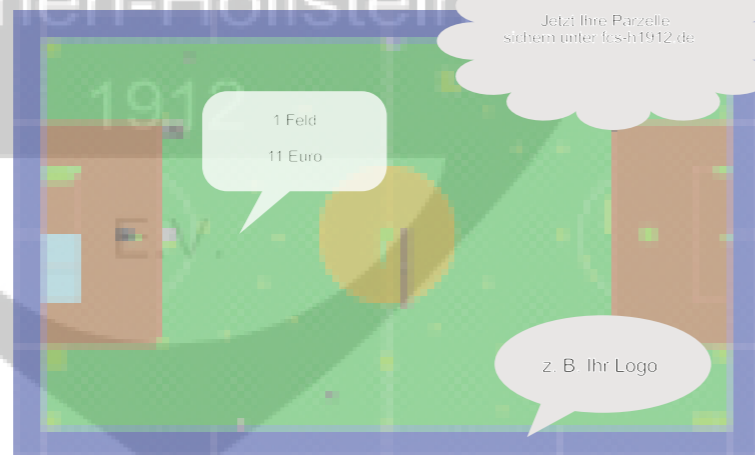 Jetzt Ihre Parzelle
sichern unter fcs-h1912.de
1912
1 Feld
11 Euro
E.V.
z. B. Ihr Logo